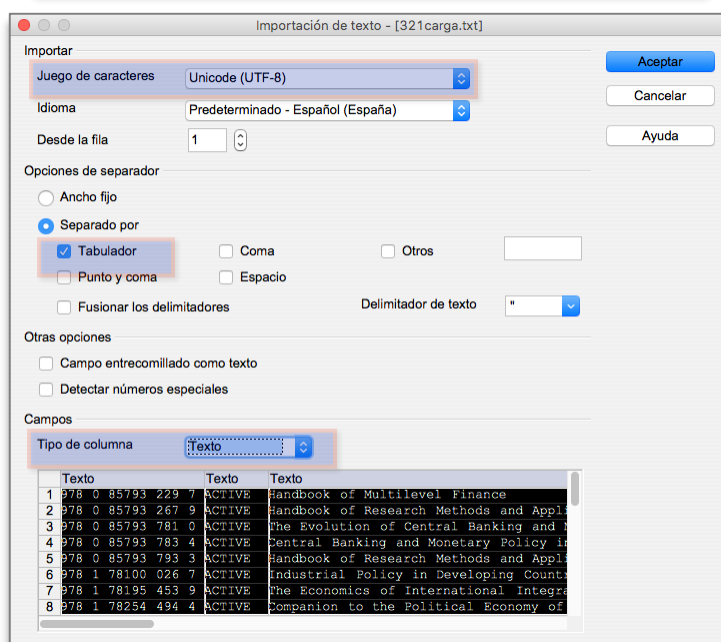 Importación de texto - [321carga.txt]
Importar
Aceptar
Juego de caracteres Unicode (UTF-8)
Cancelar
Idioma Predeterminado - Español (España)
Desde la fila 1
Ayuda
Opciones de separador
Ancho fijo
Separado por
Tabulador Coma Otros
Punto y coma Espacio
Fusionar los delimitadores Delimitador de texto "
Otras opciones
Campo entrecomillado como texto
Detectar números especiales
Campos
Tipo de columna Texto
Texto Texto Texto
1 978 0 85793 229 7 ACTIVE Handbook of Multilevel Finance
2 978 0 85793 267 9 ACTIVE Handbook of Research Methods and Appli
3 978 0 85793 781 0 ACTIVE The Evolution of Central Banking and
4 978 0 85793 783 4 ACTIVE Central Banking and Monetary Policy i
5 978 0 85793 793 3 ACTIVE Handbook of Research Methods and Appli
6 978 1 78100 026 7 ACTIVE Industrial Policy in Developing Count
7 978 1 78195 453 9 ACTIVE The Economics of International Integra
8 978 1 78254 494 4 ACTIVE Companion to the Political Economy of